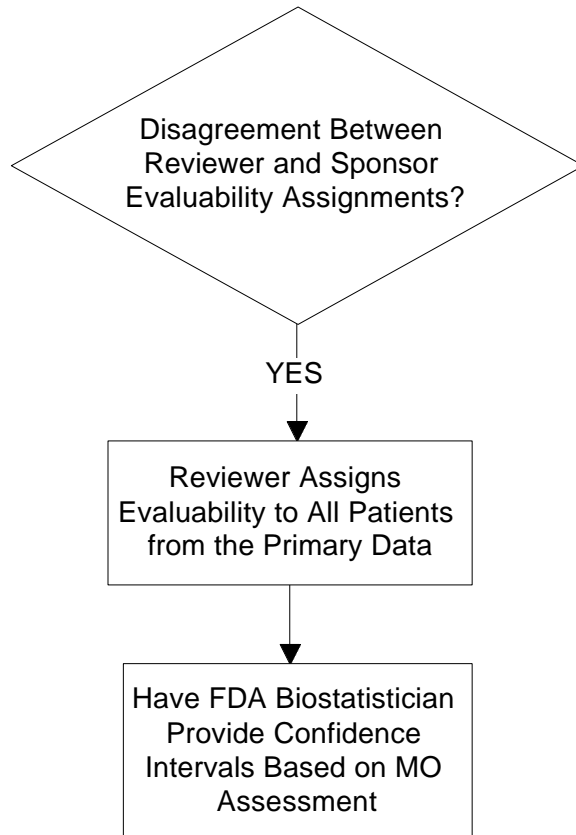 Disagreement Between
Reviewer and Sponsor
Evaluability Assignments?
YES
Reviewer Assigns
Evaluability to All Patients
from the Primary Data
Have FDA Biostatistician
Provide Confidence
Intervals Based on MO
Assessment